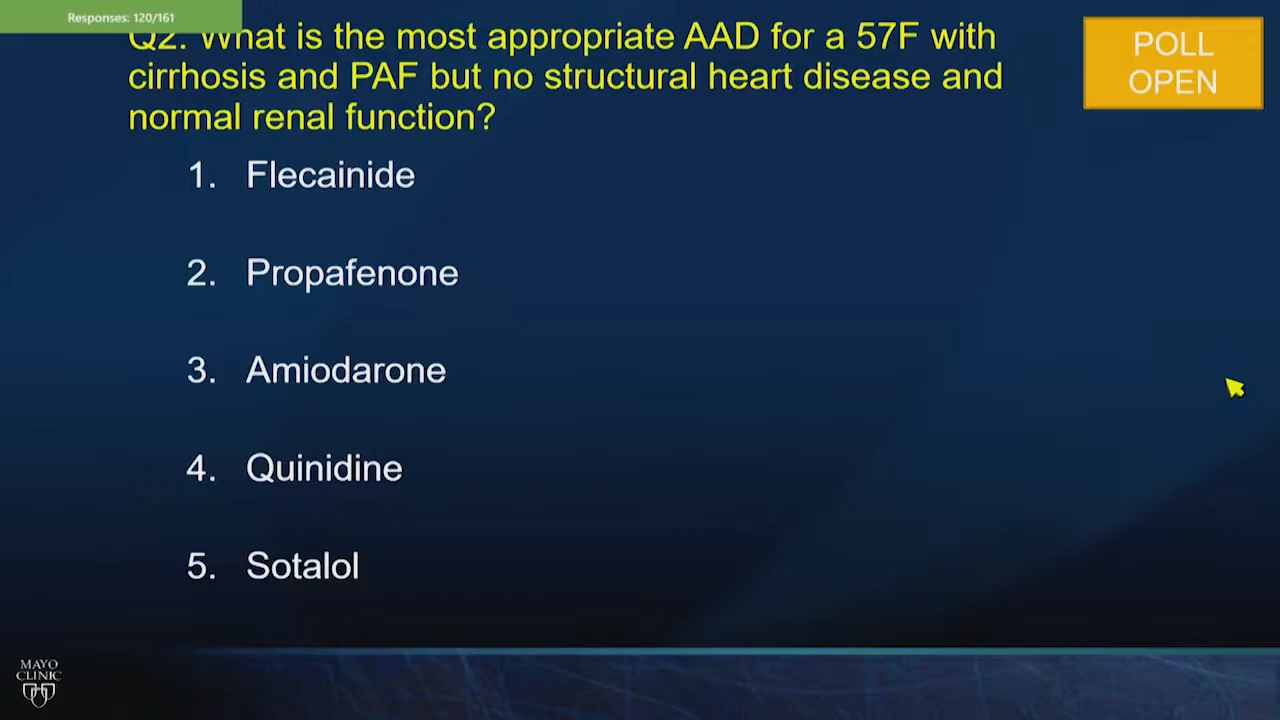 Responses: 120/161
Q2. What is the most appropriate AAD for a 57F with
cirrhosis and PAF but no structural heart disease and
normal renal function?
POLL
OPEN
1. Flecainide
2. Propafenone
3. Amiodarone
4. Quinidine
5. Sotalol
MAYO
CLINIC